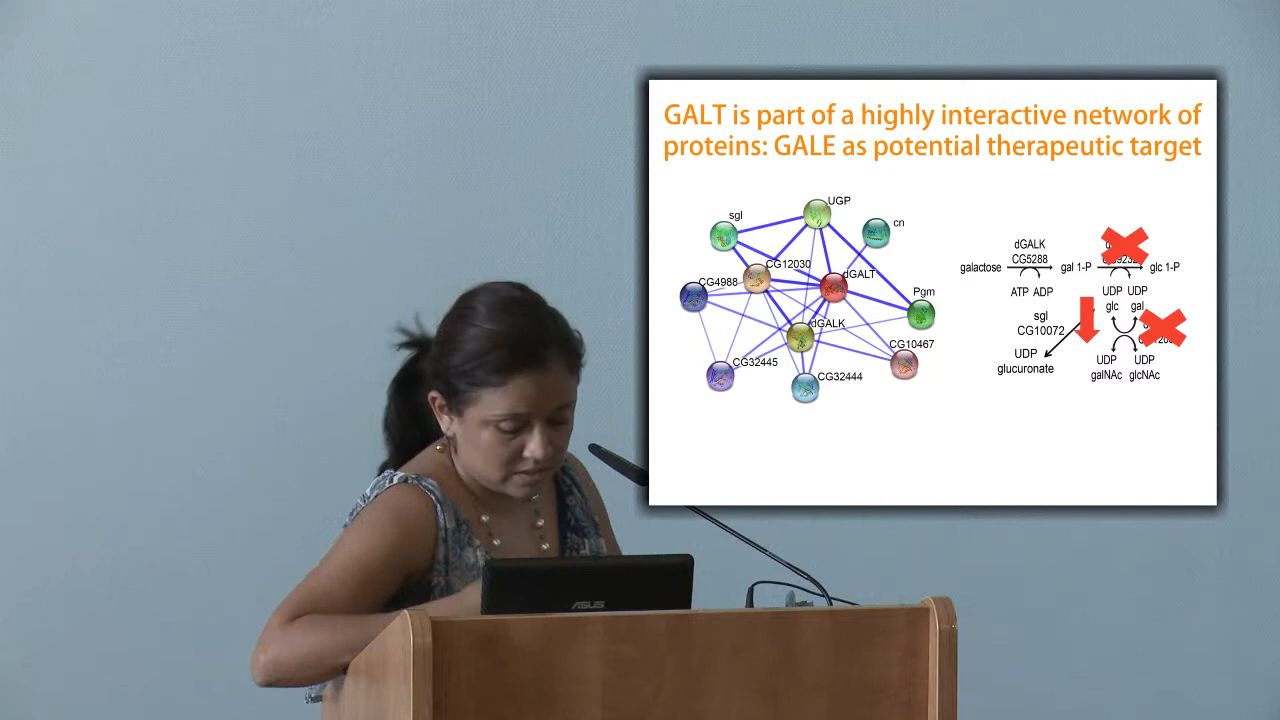 GALT is part of a highly interactive network of
proteins: GALE as potential therapeutic target
UGP
sgl
cn
CG12030
dGALT
CG4988
Pgm
dGALK
CG10467
CG32445
CG32444
dGALK
CG5288
galactose
gal 1-P
glc 1-P
ATP ADP
UDP UDP
glc gal
sgl
CG10072
UDP
glucuronate
UDP UDP
galNAc glcNAc
ASUS